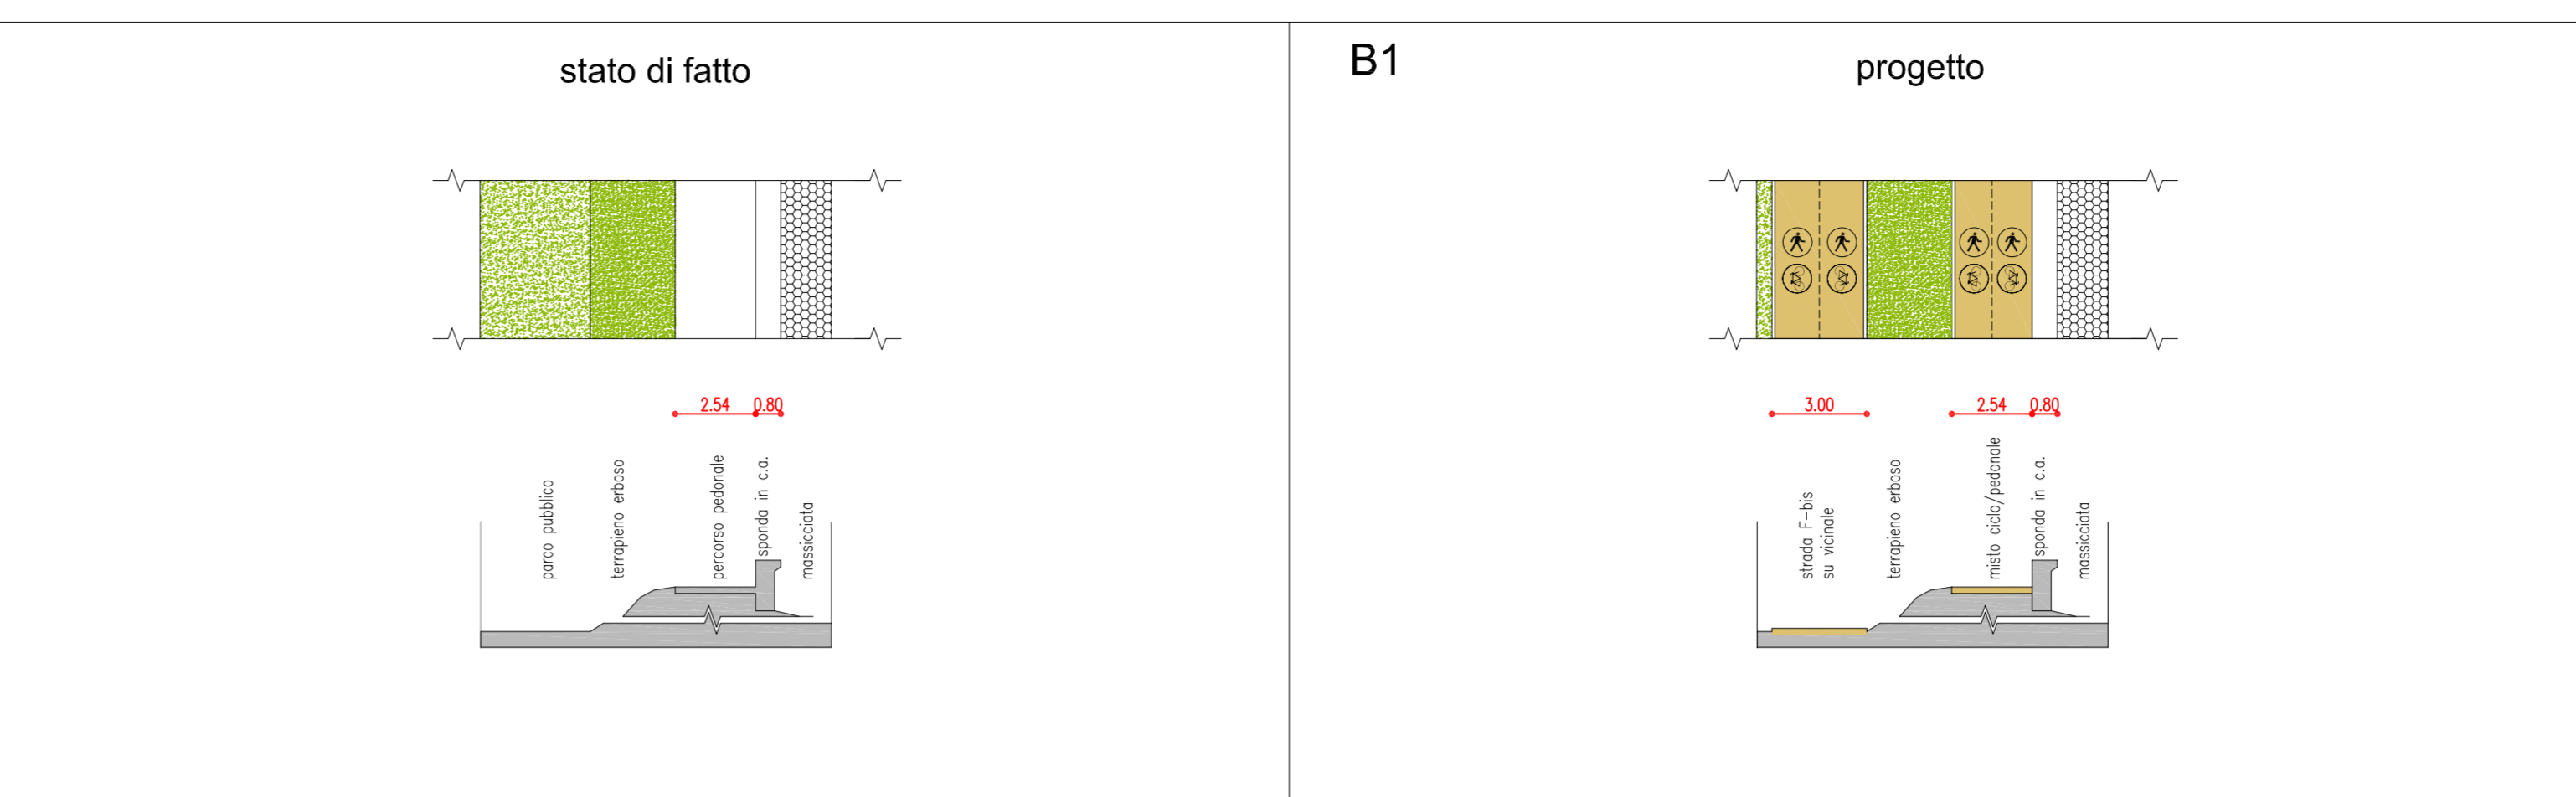 stato di fatto
2.54
0.80
parco pubblico
terrapieno erboso
percorso pedonale
sponda in c.a.
massicciata
B1
progetto
3.00
2.54
0.80
strada F-bis
su vicinale
terrapieno erboso
misto ciclo/pedonale
sponda in c.a.
massicciata